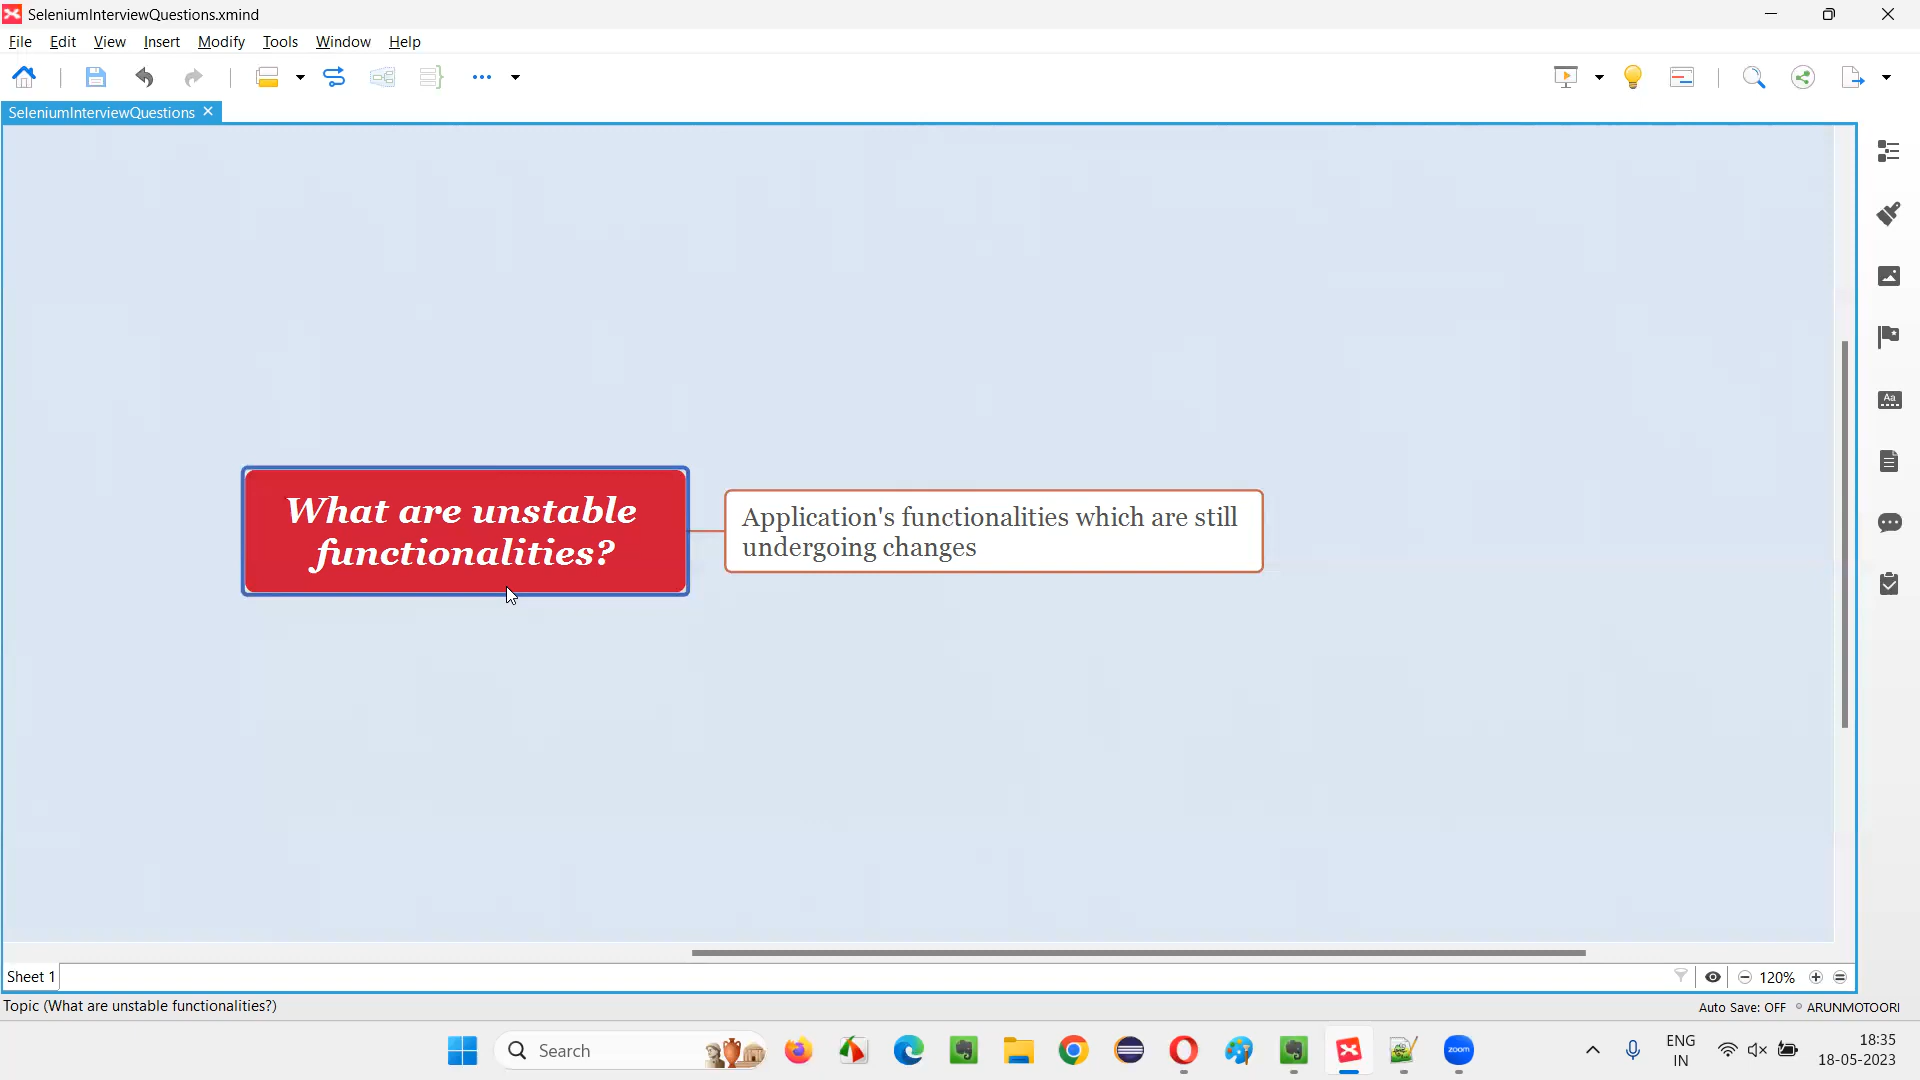 SeleniumInterviewQuestions.xmind
File Edit View Insert Modify Tools Window Help
SeleniumInterviewQuestions
What are unstable
functionalities?
Application's functionalities which are still
undergoing changes
Aa
Sheet 1
120%
Topic (What are unstable functionalities?)
Auto Save: OFF
ARUNMOTOORI
Search
zoom
ENG
IN
18:35
18-05-2023